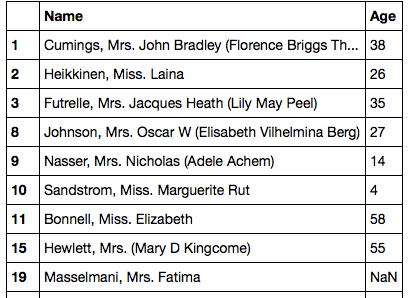 Name Age
1 Cumings, Mrs. John Bradley (Florence Briggs Th... 38
2 Heikkinen, Miss. Laina 26
3 Futrelle, Mrs. Jacques Heath (Lily May Peel) 35
8 Johnson, Mrs. Oscar W (Elisabeth Vilhelmina Berg) 27
9 Nasser, Mrs. Nicholas (Adele Achem) 14
10 Sandstrom, Miss. Marguerite Rut 4
11 Bonnell, Miss. Elizabeth 58
15 Hewlett, Mrs. (Mary D Kingcome) 55
19 Masselmani, Mrs. Fatima NaN